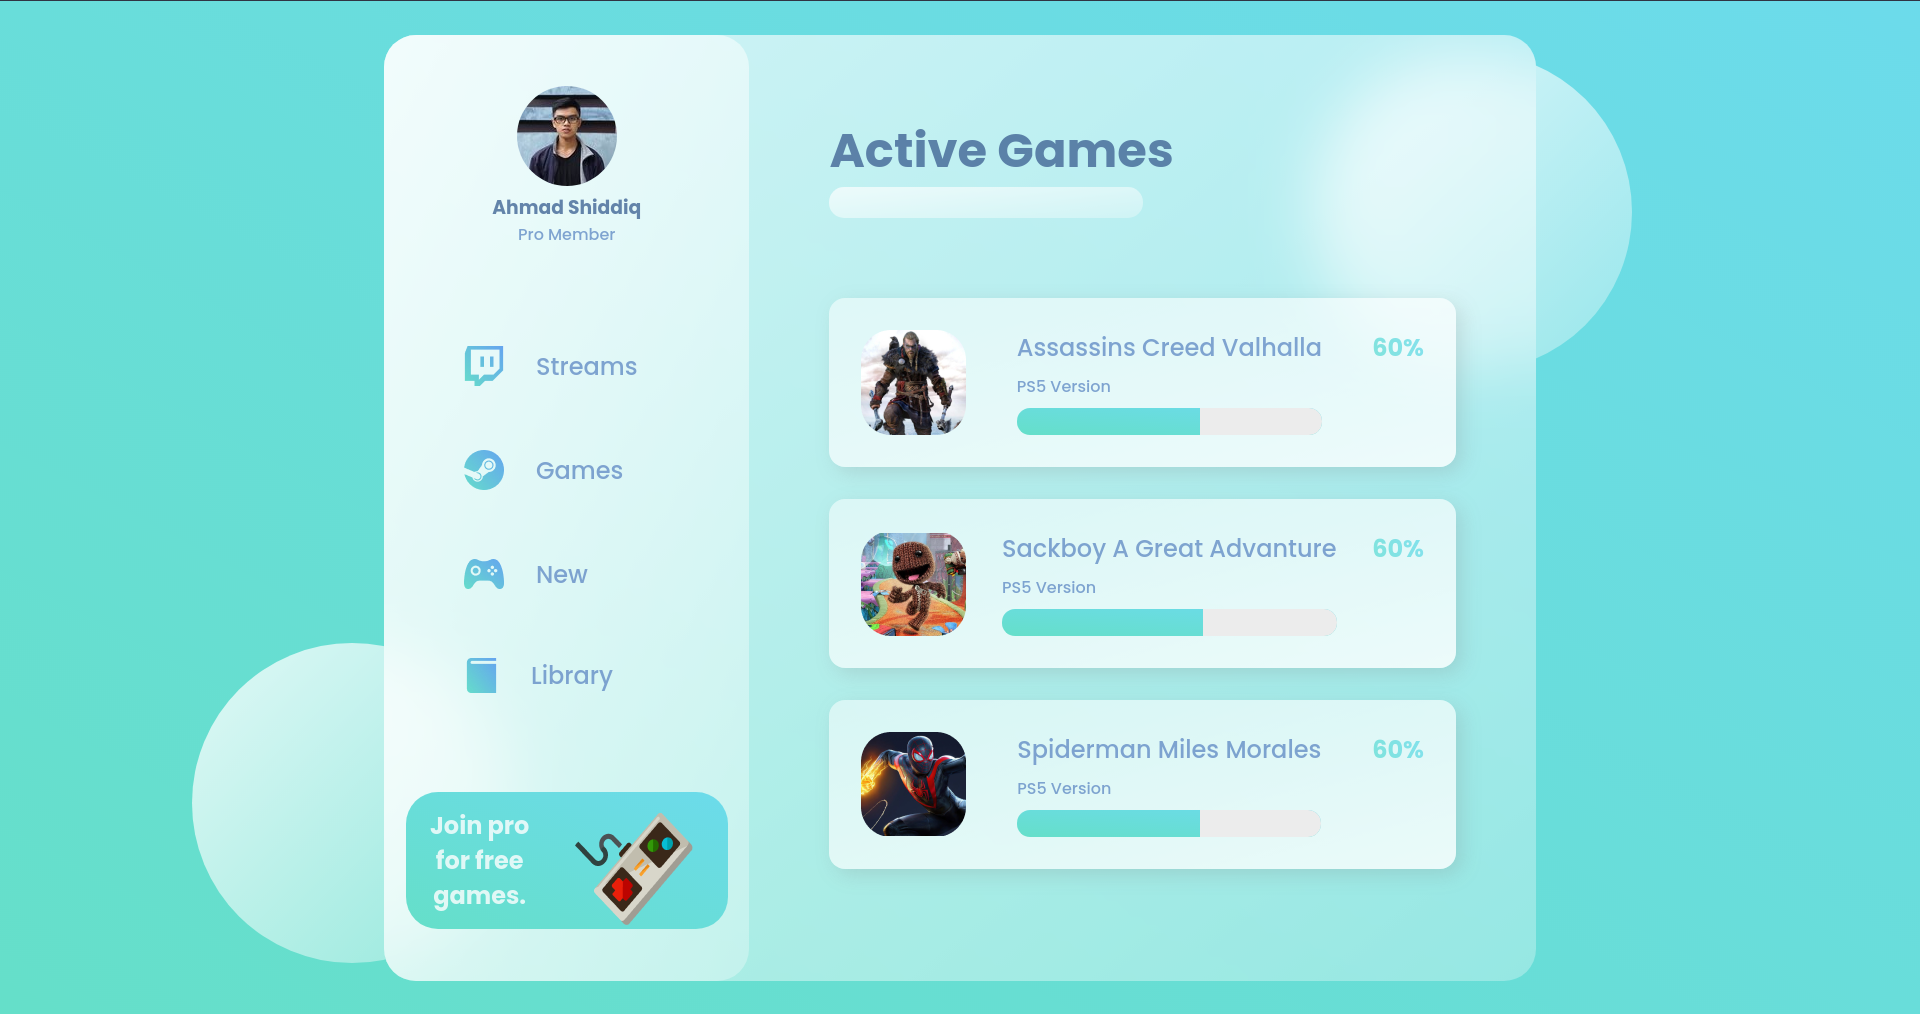 Ahmad Shiddiq
Pro Member
Streams
Games
New
Library
Join pro
for free
games.
Active Games
Assassins Creed Valhalla
60%
PS5 Version
Sackboy A Great Advanture
60%
PS5 Version
Spiderman Miles Morales
60%
PS5 Version